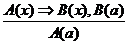 A(x) ⇒ B(x), B(a)
A(a)